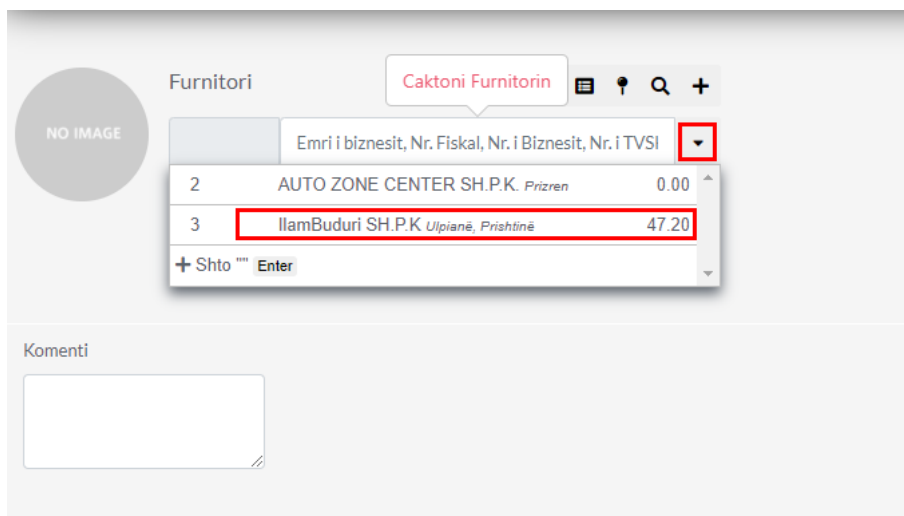 Furnitori
Caktoni Furnitorin
NO IMAGE
Emri i biznesit, Nr. Fiskal, Nr. i Biznesit, Nr. i TVSI
2 AUTO ZONE CENTER SH.P.K. Prizren 0.00
3 IlamBuduri SH.P.K Ulpianë, Prishtinë 47.20
+ Shto "" Enter
Komenti